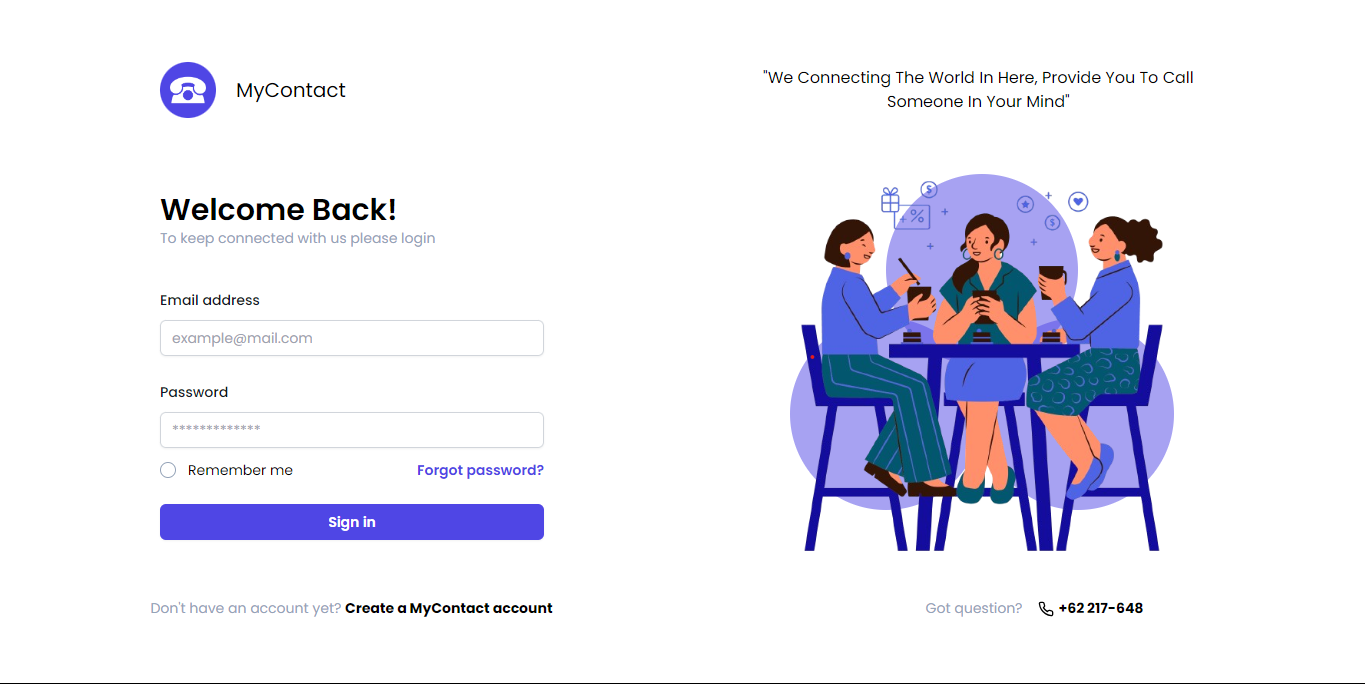 MyContact
Welcome Back!
To keep connected with us please login
Email address
example@mail.com
Password
*************
Remember me
Forgot password?
Sign in
Don't have an account yet? Create a MyContact account
"We Connecting The World In Here, Provide You To Call
Someone In Your Mind"
$
%
$
Got question?
+62 217-648